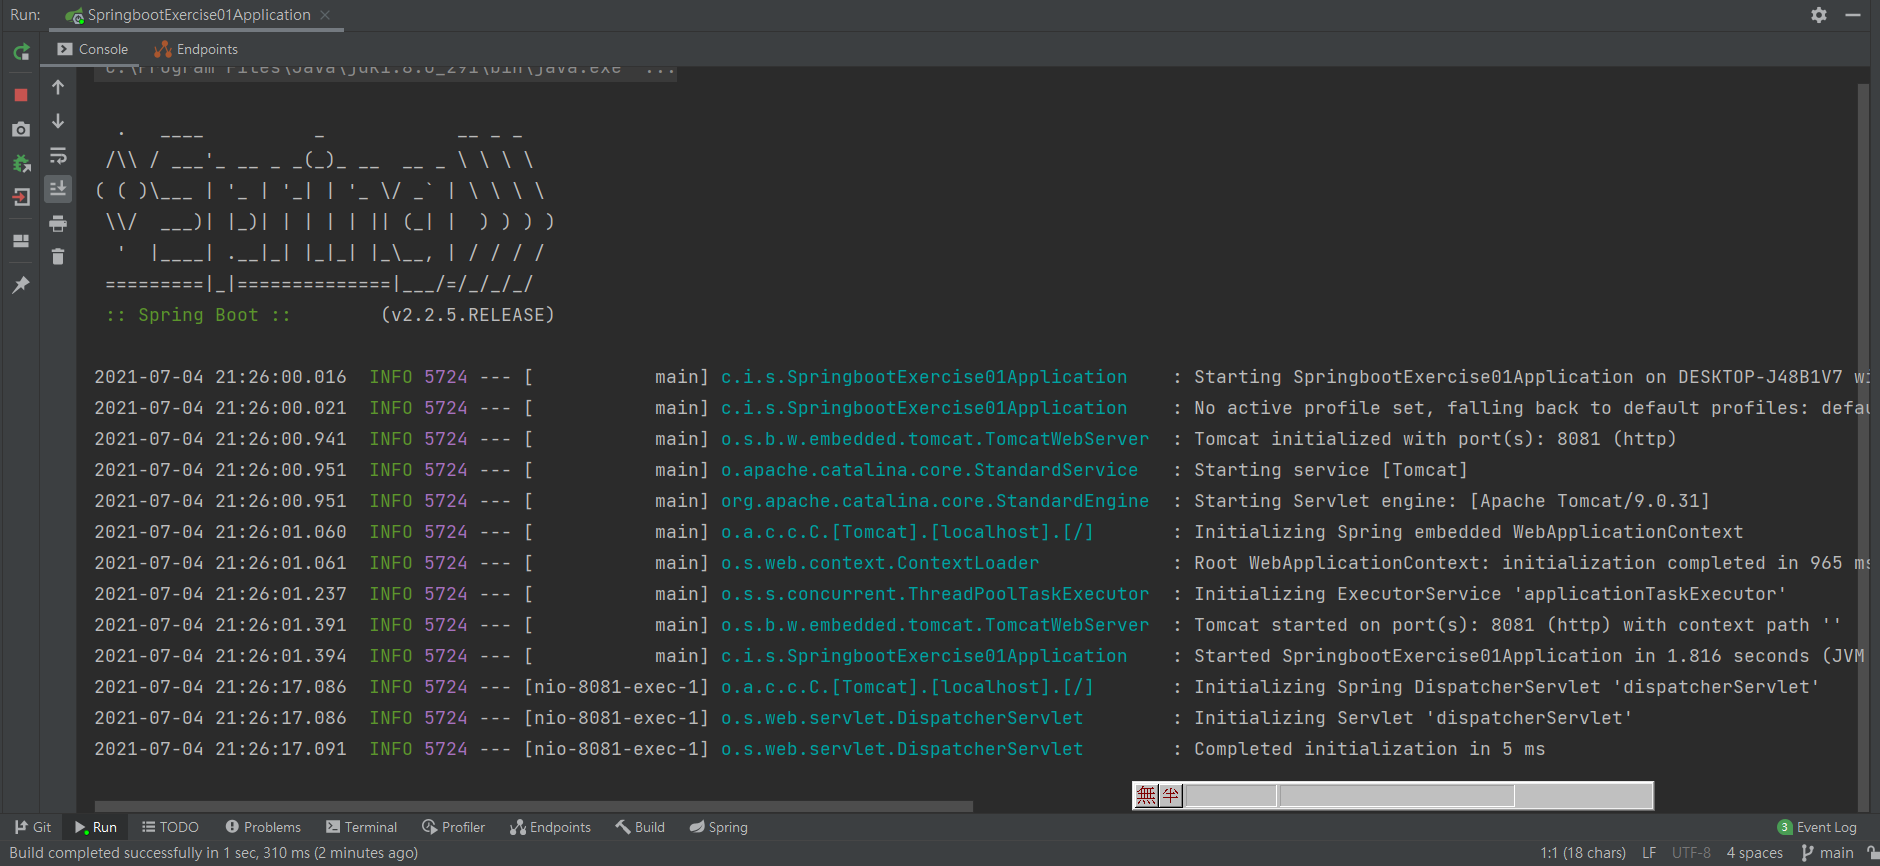 Run: SpringbootExercise01Application
Console Endpoints
C:\Program Files\Java\jdk1.8.0_291\bin\java.exe ...
  .   ____          _            __ _ _
 /\\ / ___'_ __ _ _(_)_ __  __ _ \ \ \ \
( ( )\___ | '_ | '_| | '_ \/ _` | \ \ \ \
 \\/  ___)| |_)| | | | | || (_| |  ) ) ) )
  '  |____| .__|_| |_|_| |_\__, | / / / /
 =========|_|==============|___/=/_/_/_/
 :: Spring Boot ::        (v2.2.5.RELEASE)
2021-07-04 21:26:00.016  INFO 5724 --- [           main] c.i.s.SpringbootExercise01Application    : Starting SpringbootExercise01Application on DESKTOP-J48B1V7 wi
2021-07-04 21:26:00.021  INFO 5724 --- [           main] c.i.s.SpringbootExercise01Application    : No active profile set, falling back to default profiles: defau
2021-07-04 21:26:00.941  INFO 5724 --- [           main] o.s.b.w.embedded.tomcat.TomcatWebServer  : Tomcat initialized with port(s): 8081 (http)
2021-07-04 21:26:00.951  INFO 5724 --- [           main] o.apache.catalina.core.StandardService   : Starting service [Tomcat]
2021-07-04 21:26:00.951  INFO 5724 --- [           main] org.apache.catalina.core.StandardEngine  : Starting Servlet engine: [Apache Tomcat/9.0.31]
2021-07-04 21:26:01.060  INFO 5724 --- [           main] o.a.c.c.C.[Tomcat].[localhost].[/]       : Initializing Spring embedded WebApplicationContext
2021-07-04 21:26:01.061  INFO 5724 --- [           main] o.s.web.context.ContextLoader            : Root WebApplicationContext: initialization completed in 965 ms
2021-07-04 21:26:01.237  INFO 5724 --- [           main] o.s.s.concurrent.ThreadPoolTaskExecutor  : Initializing ExecutorService 'applicationTaskExecutor'
2021-07-04 21:26:01.391  INFO 5724 --- [           main] o.s.b.w.embedded.tomcat.TomcatWebServer  : Tomcat started on port(s): 8081 (http) with context path ''
2021-07-04 21:26:01.394  INFO 5724 --- [           main] c.i.s.SpringbootExercise01Application    : Started SpringbootExercise01Application in 1.816 seconds (JVM
2021-07-04 21:26:17.086  INFO 5724 --- [nio-8081-exec-1] o.a.c.c.C.[Tomcat].[localhost].[/]       : Initializing Spring DispatcherServlet 'dispatcherServlet'
2021-07-04 21:26:17.086  INFO 5724 --- [nio-8081-exec-1] o.s.web.servlet.DispatcherServlet        : Initializing Servlet 'dispatcherServlet'
2021-07-04 21:26:17.091  INFO 5724 --- [nio-8081-exec-1] o.s.web.servlet.DispatcherServlet        : Completed initialization in 5 ms
無 半
Git Run TODO Problems Terminal Profiler Endpoints Build Spring 3 Event Log
Build completed successfully in 1 sec, 310 ms (2 minutes ago) 1:1 (18 chars) LF UTF-8 4 spaces main